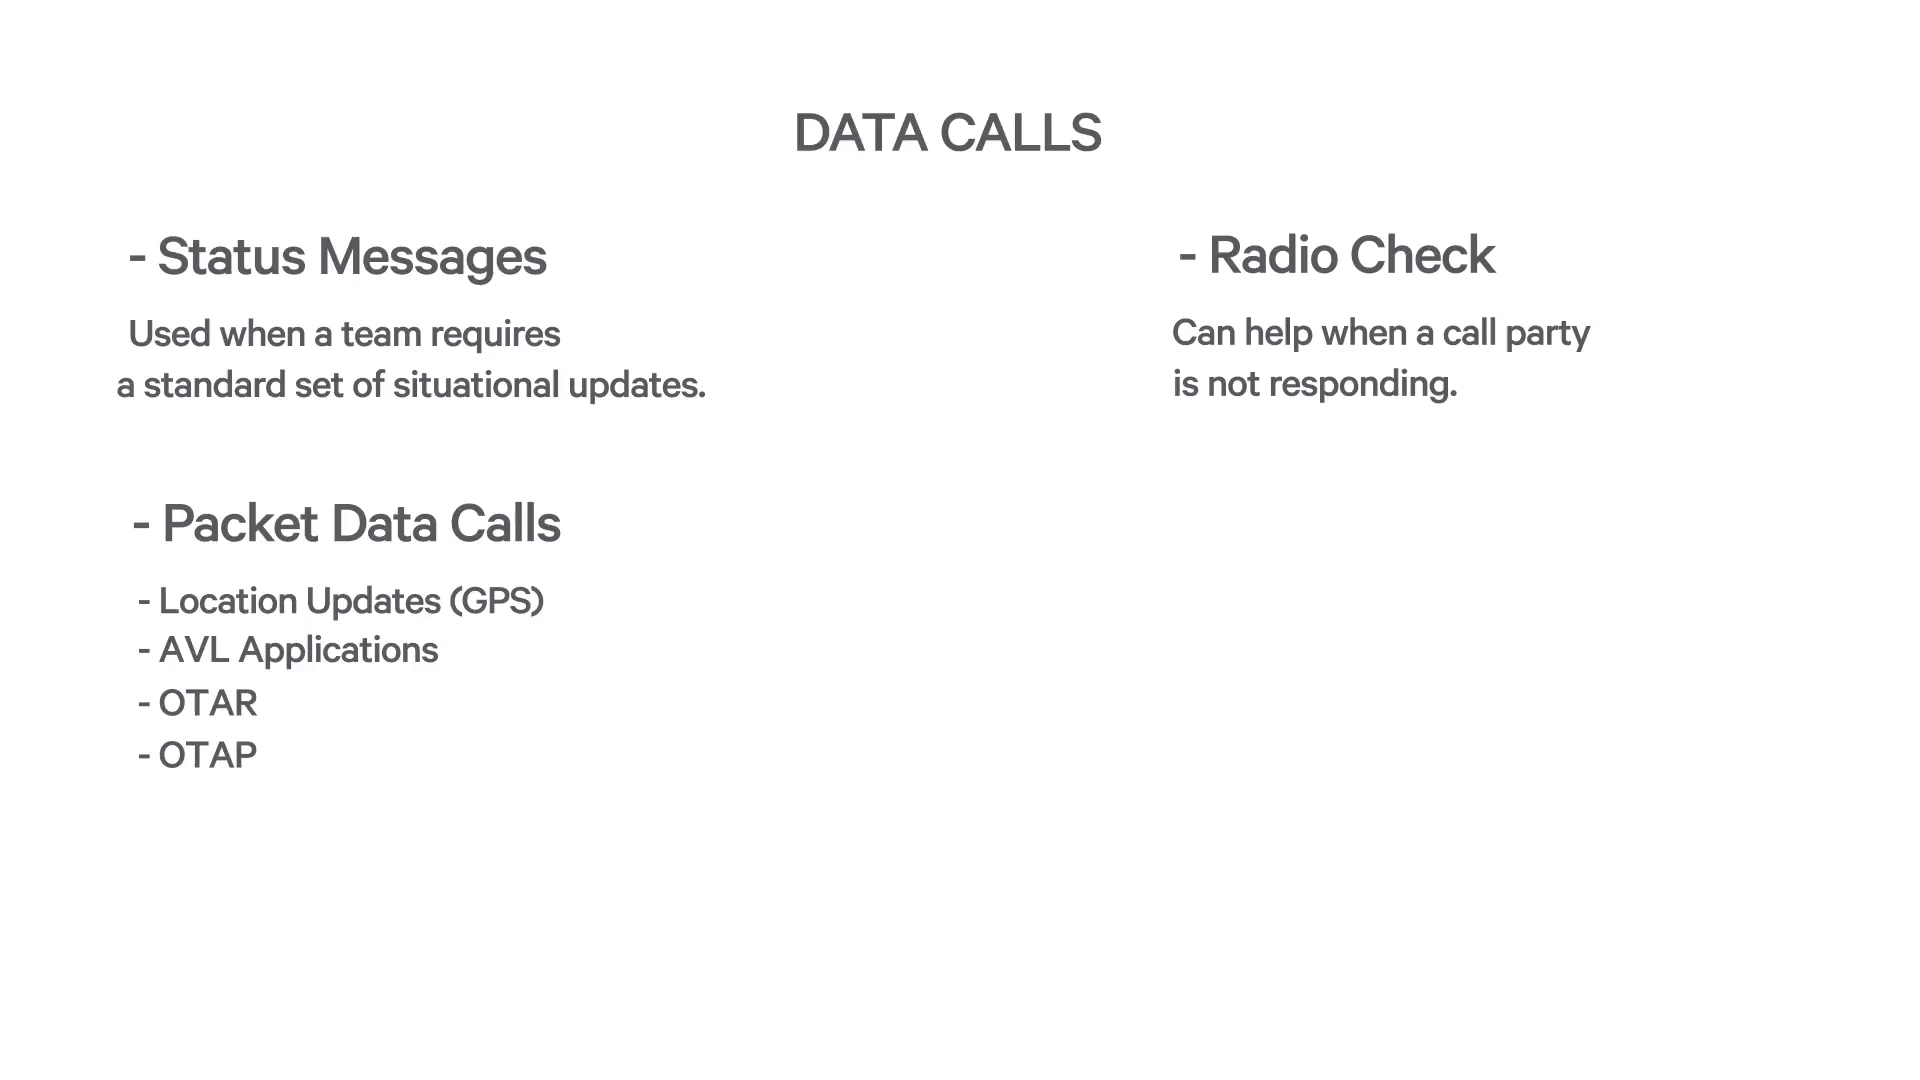 DATA CALLS
- Status Messages
Used when a team requires
a standard set of situational updates.
- Radio Check
Can help when a call party
is not responding.
- Packet Data Calls
- Location Updates (GPS)
- AVL Applications
- OTAR
- OTAP